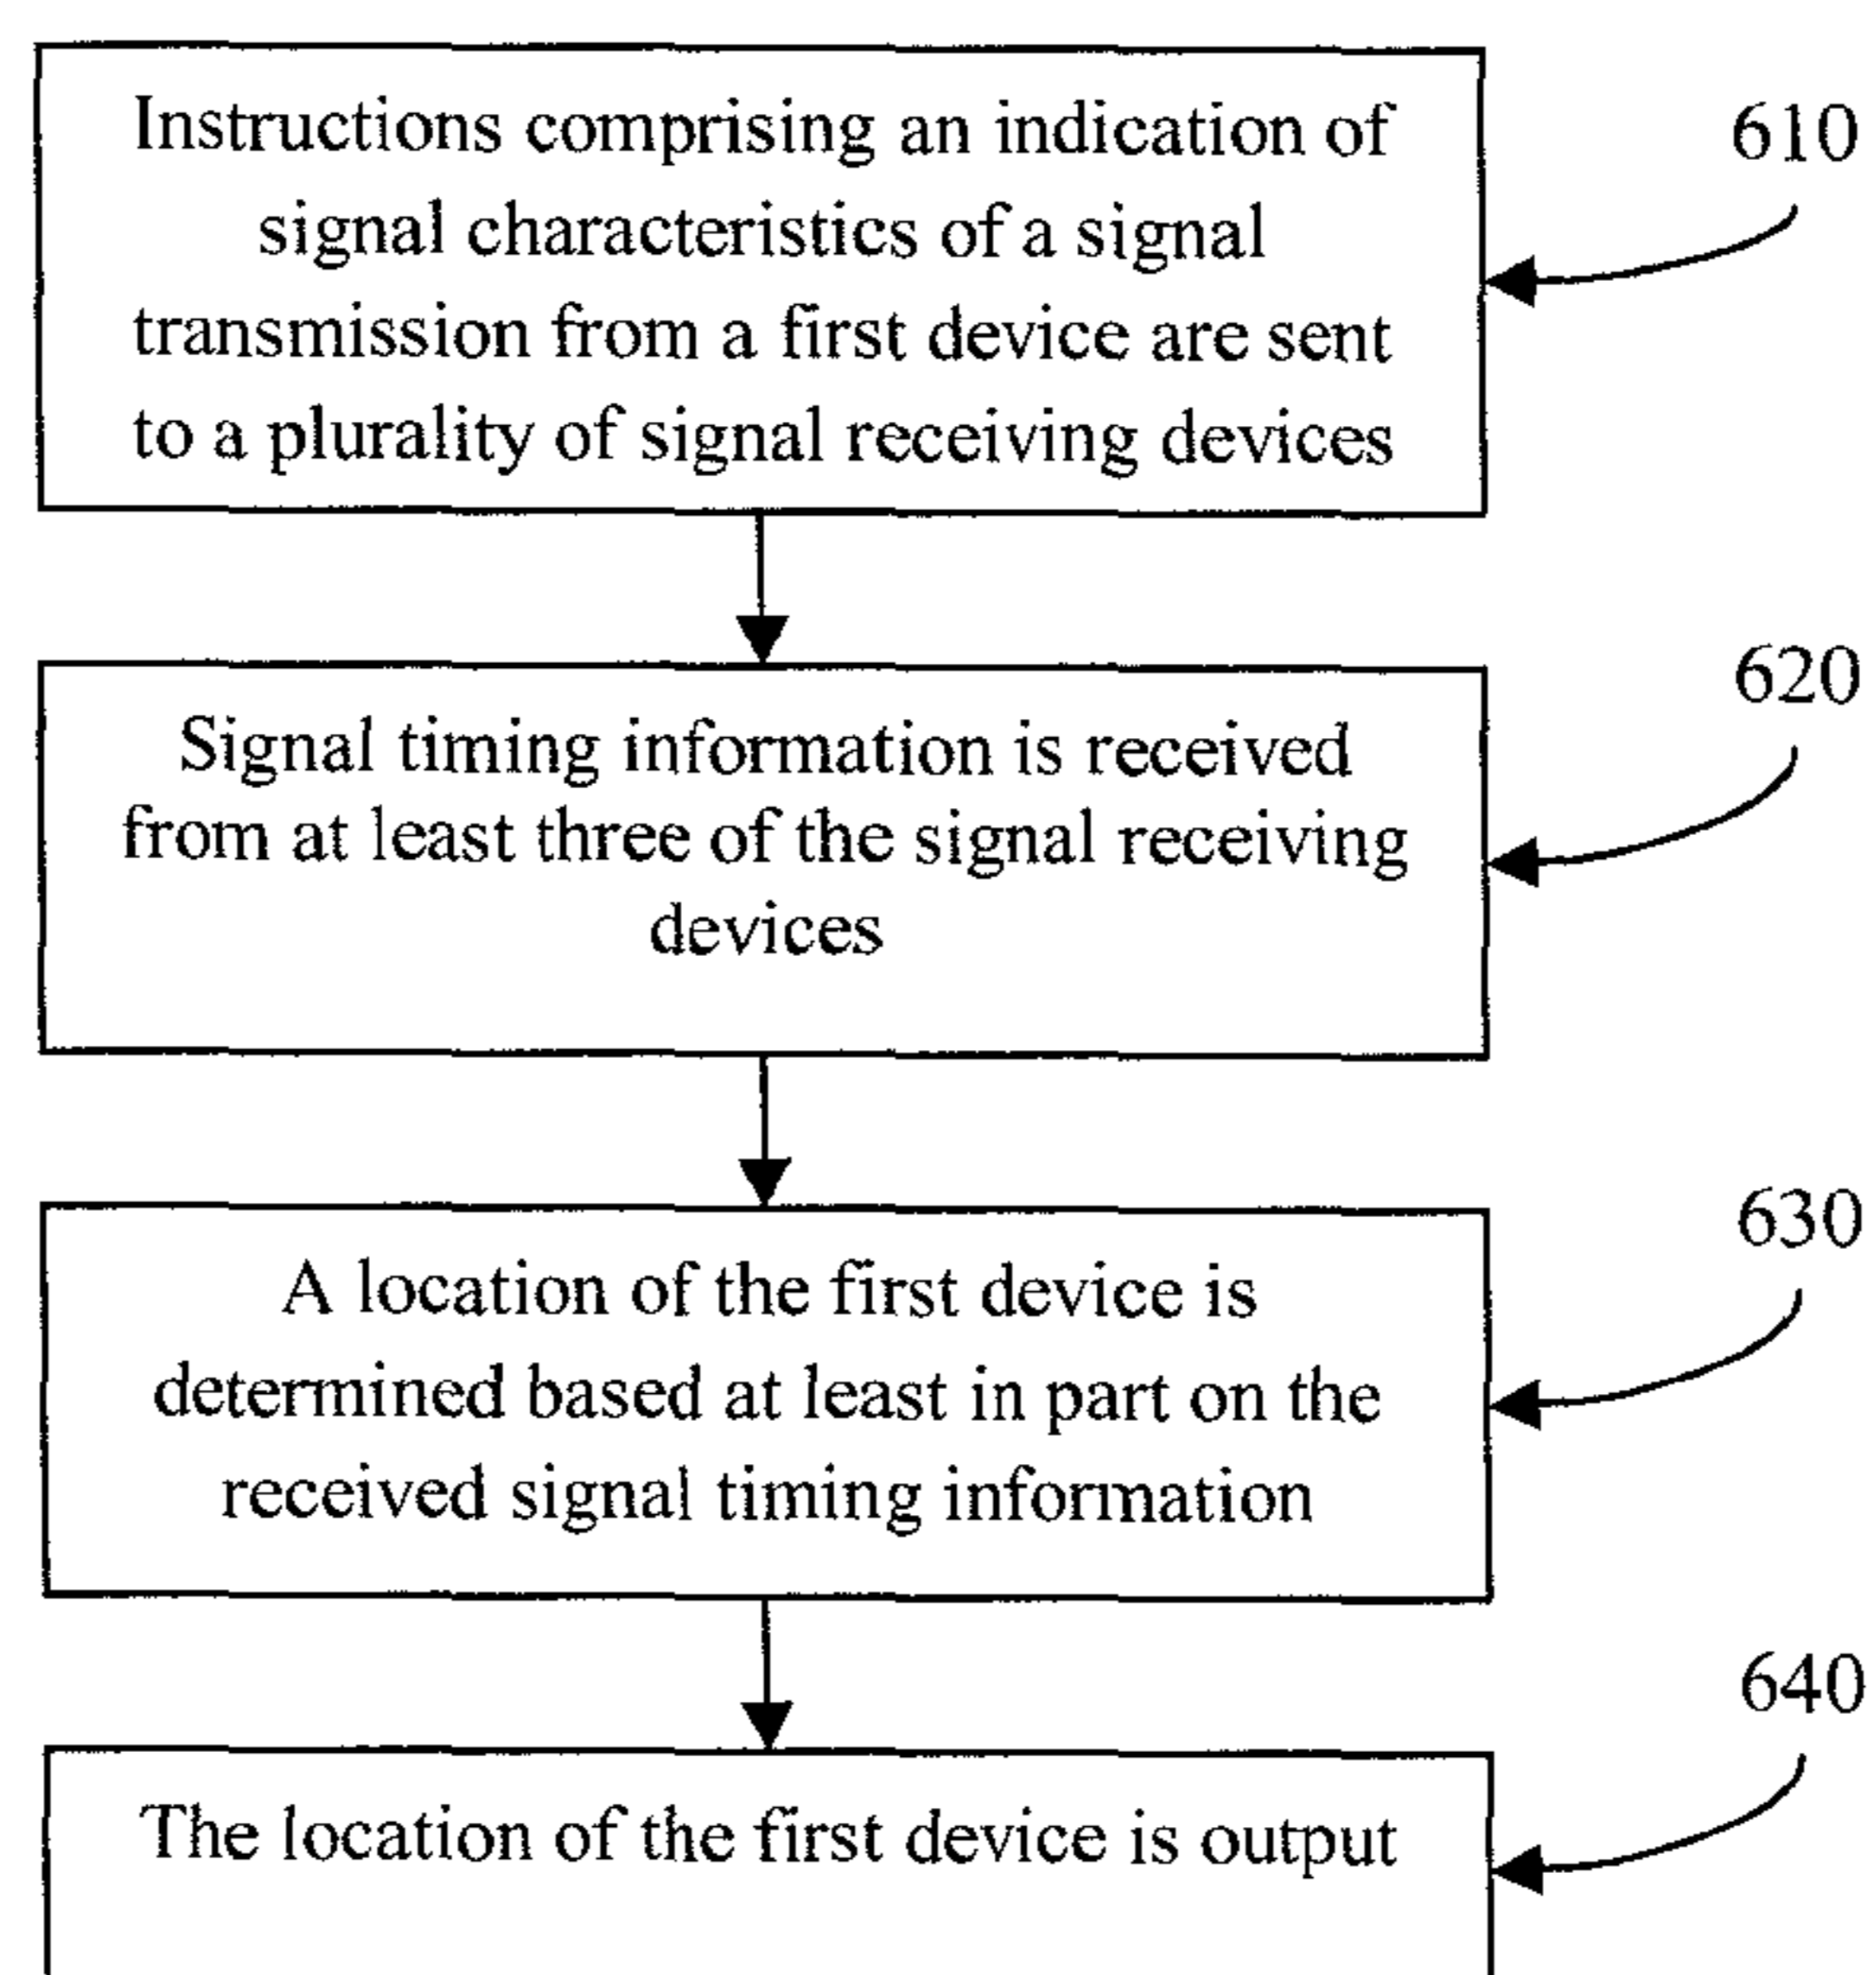 Instructions comprising an indication of
signal characteristics of a signal
transmission from a first device are sent
to a plurality of signal receiving devices
610
Signal timing information is received
from at least three of the signal receiving
devices
620
A location of the first device is
determined based at least in part on the
received signal timing information
630
The location of the first device is output
640